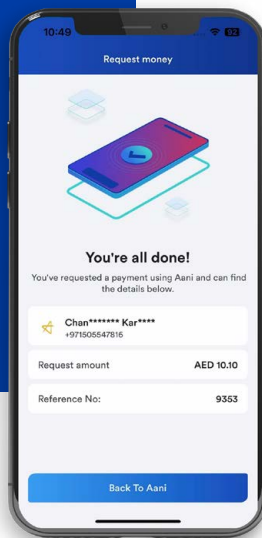 10:49
92
Request money
You're all done!
You've requested a payment using Aani and can find
the details below.
Chan******* Kar****
+971505547816
Request amount AED 10.10
Reference No: 9353
Back To Aani